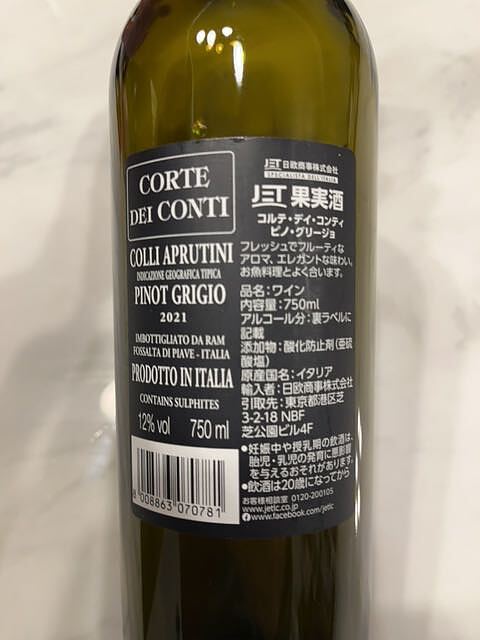 CORTE
DEI CONTI
COLLI APRUTINI
INDICAZIONE GEOGRAFICA TIPICA
PINOT GRIGIO
2021
IMBOTTIGLIATO DA RAM
FOSSALTA DI PIAVE - ITALIA
PRODOTTO IN ITALIA
CONTAINS SULPHITES
12% vol 750 ml
8 008863 070781
JET 日欧商事株式会社
SPECIALISTA DELL'ITALIA
JET 果実酒
コルテ・デイ・コンティ
ピノ・グリージョ
フレッシュでフルーティな
アロマ、エレガントな味わい。
お魚料理とよく合います。
品名:ワイン
内容量:750ml
アルコール分:裏ラベルに
記載
添加物:酸化防止剤(亜硫
酸塩)
原産国名:イタリア
輸入者:日欧商事株式会社
引取先:東京都港区芝
3-2-18 NBF
芝公園ビル4F
●妊娠中や授乳期の飲酒は、
胎児・乳児の発育に悪影響
を与えるおそれがあります。
●飲酒は20歳になってから
お客様相談室 0120-200105
www.jetlc.co.jp
www.facebook.com/jetlc